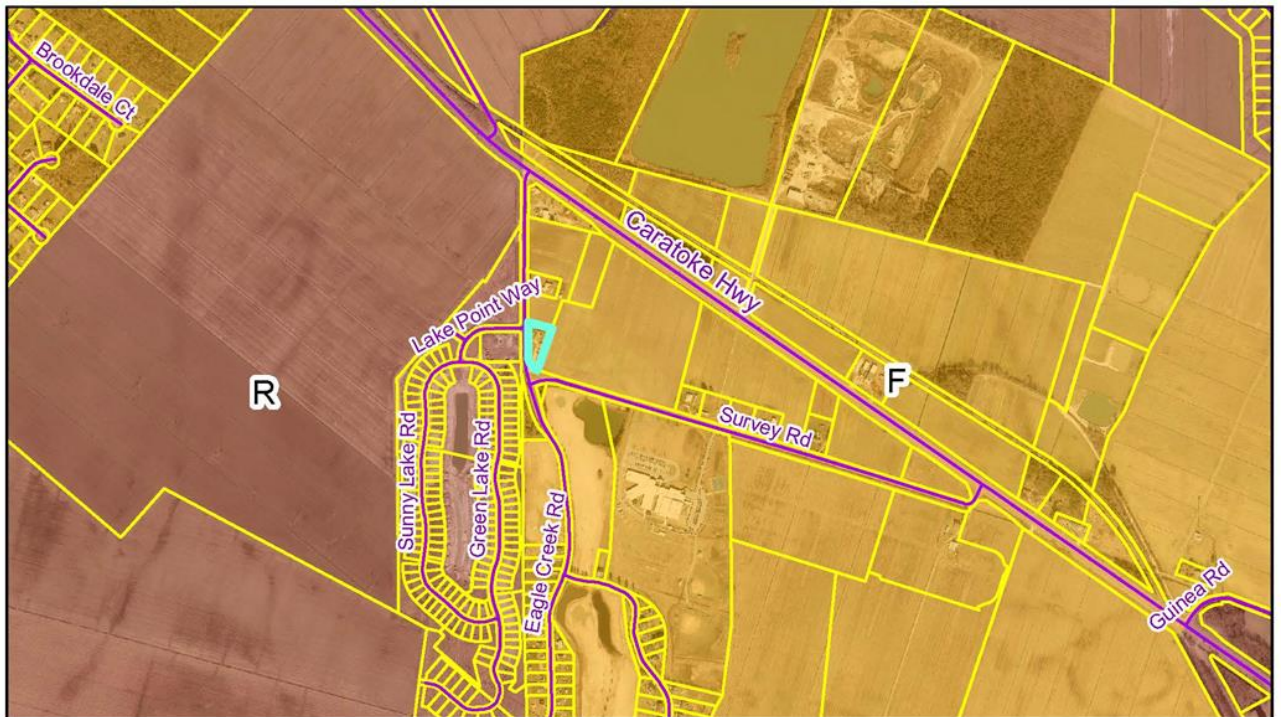 Brookdale Ct
Caratoke Hwy
Lake Point Way
F
R
Survey Rd
Sunny Lake Rd
Green Lake Rd
Eagle Creek Rd
Guinea Rd